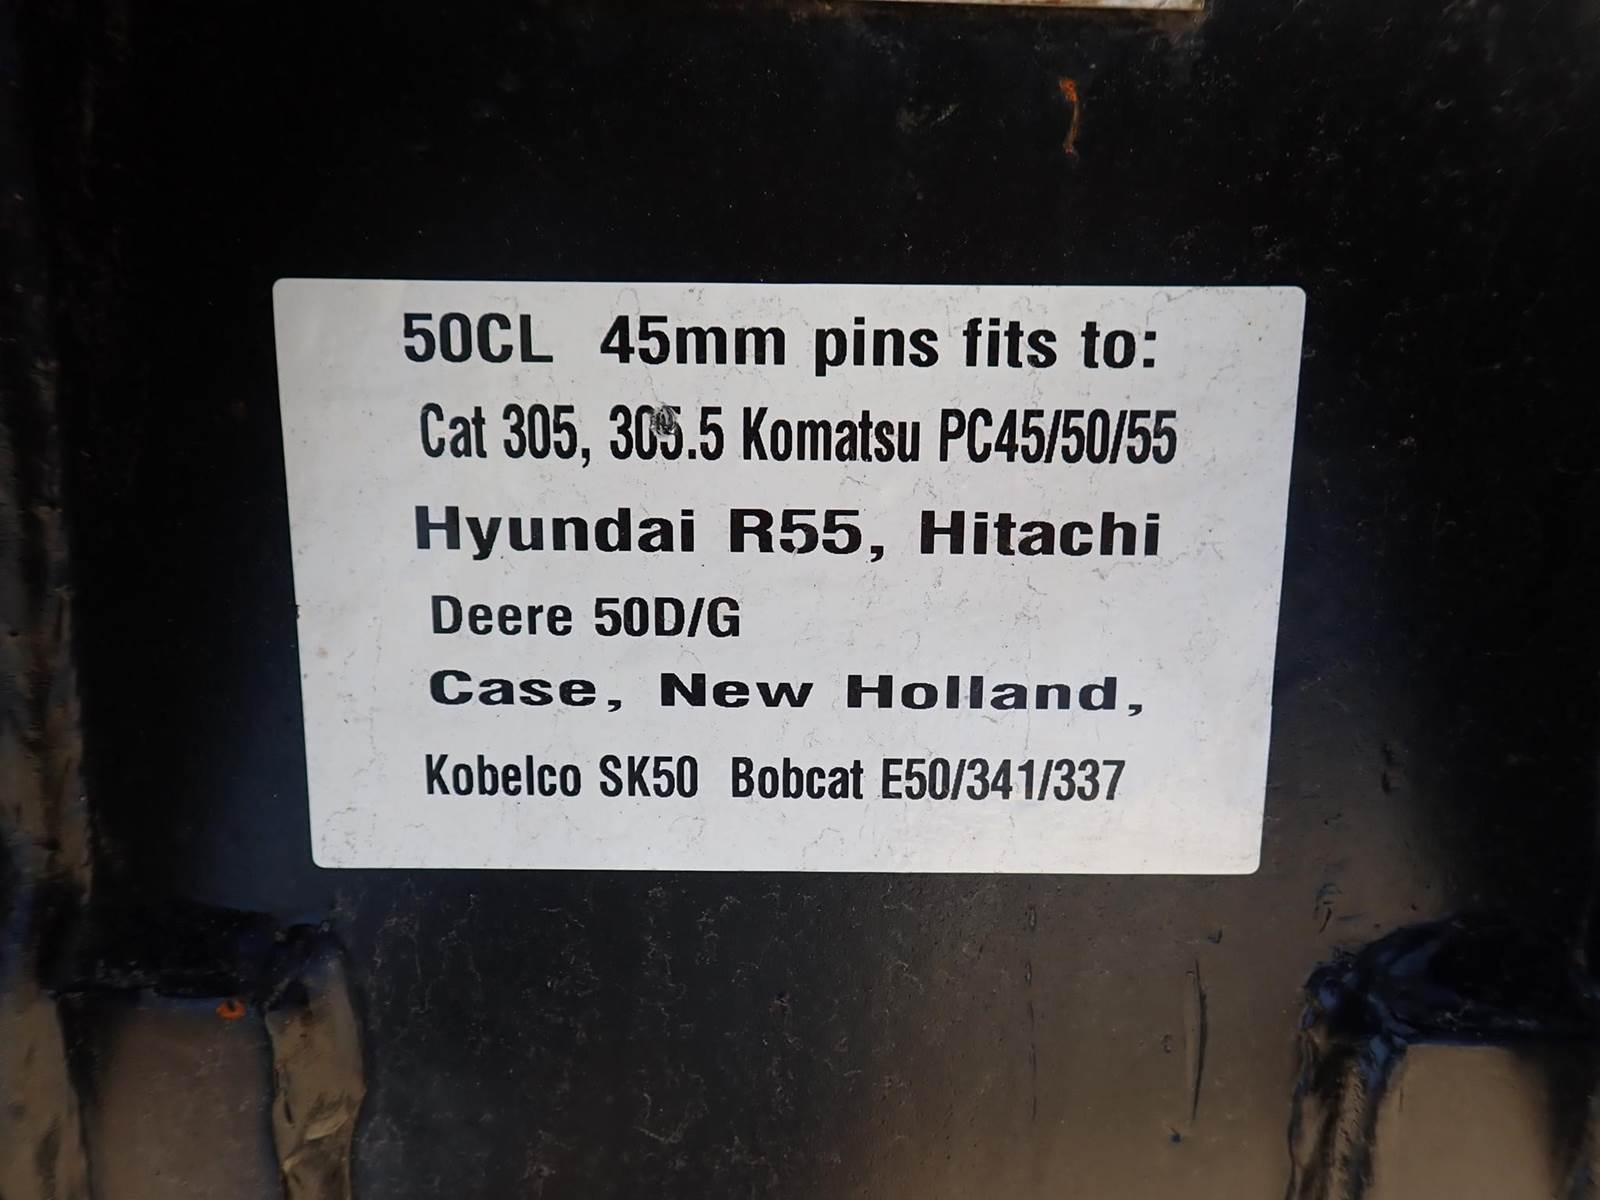 50CL 45mm pins fits to:
Cat 305, 305.5 Komatsu PC45/50/55
Hyundai R55, Hitachi
Deere 50D/G
Case, New Holland,
Kobelco SK50 Bobcat E50/341/337